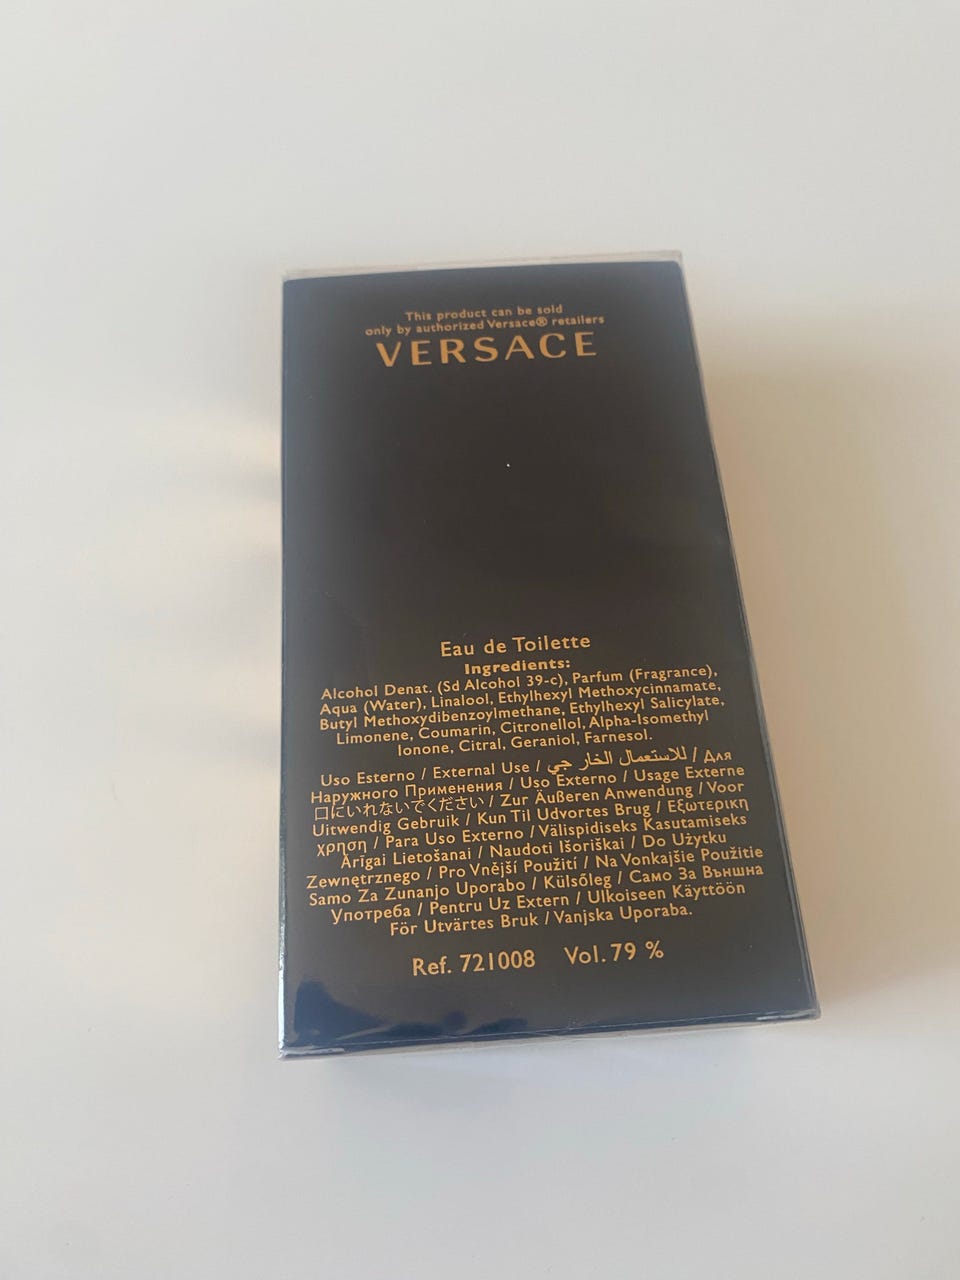 This product can be sold
only by authorized Versace® retailers
VERSACE
Eau de Toilette
Ingredients:
Alcohol Denat. (Sd Alcohol 39-c), Parfum (Fragrance),
Aqua (Water), Linalool, Ethylhexyl Methoxycinnamate,
Butyl Methoxydibenzoylmethane, Ethylhexyl Salicylate,
Limonene, Coumarin, Citronellol, Alpha-Isomethyl
Ionone, Citral, Geraniol, Farnesol.
Uso Esterno / External Use / للاستعمال الخار جي / Для
Наружного Применения / Uso Externo / Usage Externe
口にいれないでください / Zur Äußeren Anwendung / Voor
Uitwendig Gebruik / Kun Til Udvortes Brug / Εξωτερικη
χρηση / Para Uso Externo / Välispidiseks Kasutamiseks
Ārīgai Lietošanai / Naudoti Išoriškai / Do Użytku
Zewnętrznego / Pro Vnější Použití / Na Vonkajšie Použitie
Samo Za Zunanjo Uporabo / Külsőleg / Само За Външна
Употреба / Pentru Uz Extern / Ulkoiseen Käyttöön
För Utvärtes Bruk / Vanjska Uporaba.
Ref. 721008 Vol. 79 %